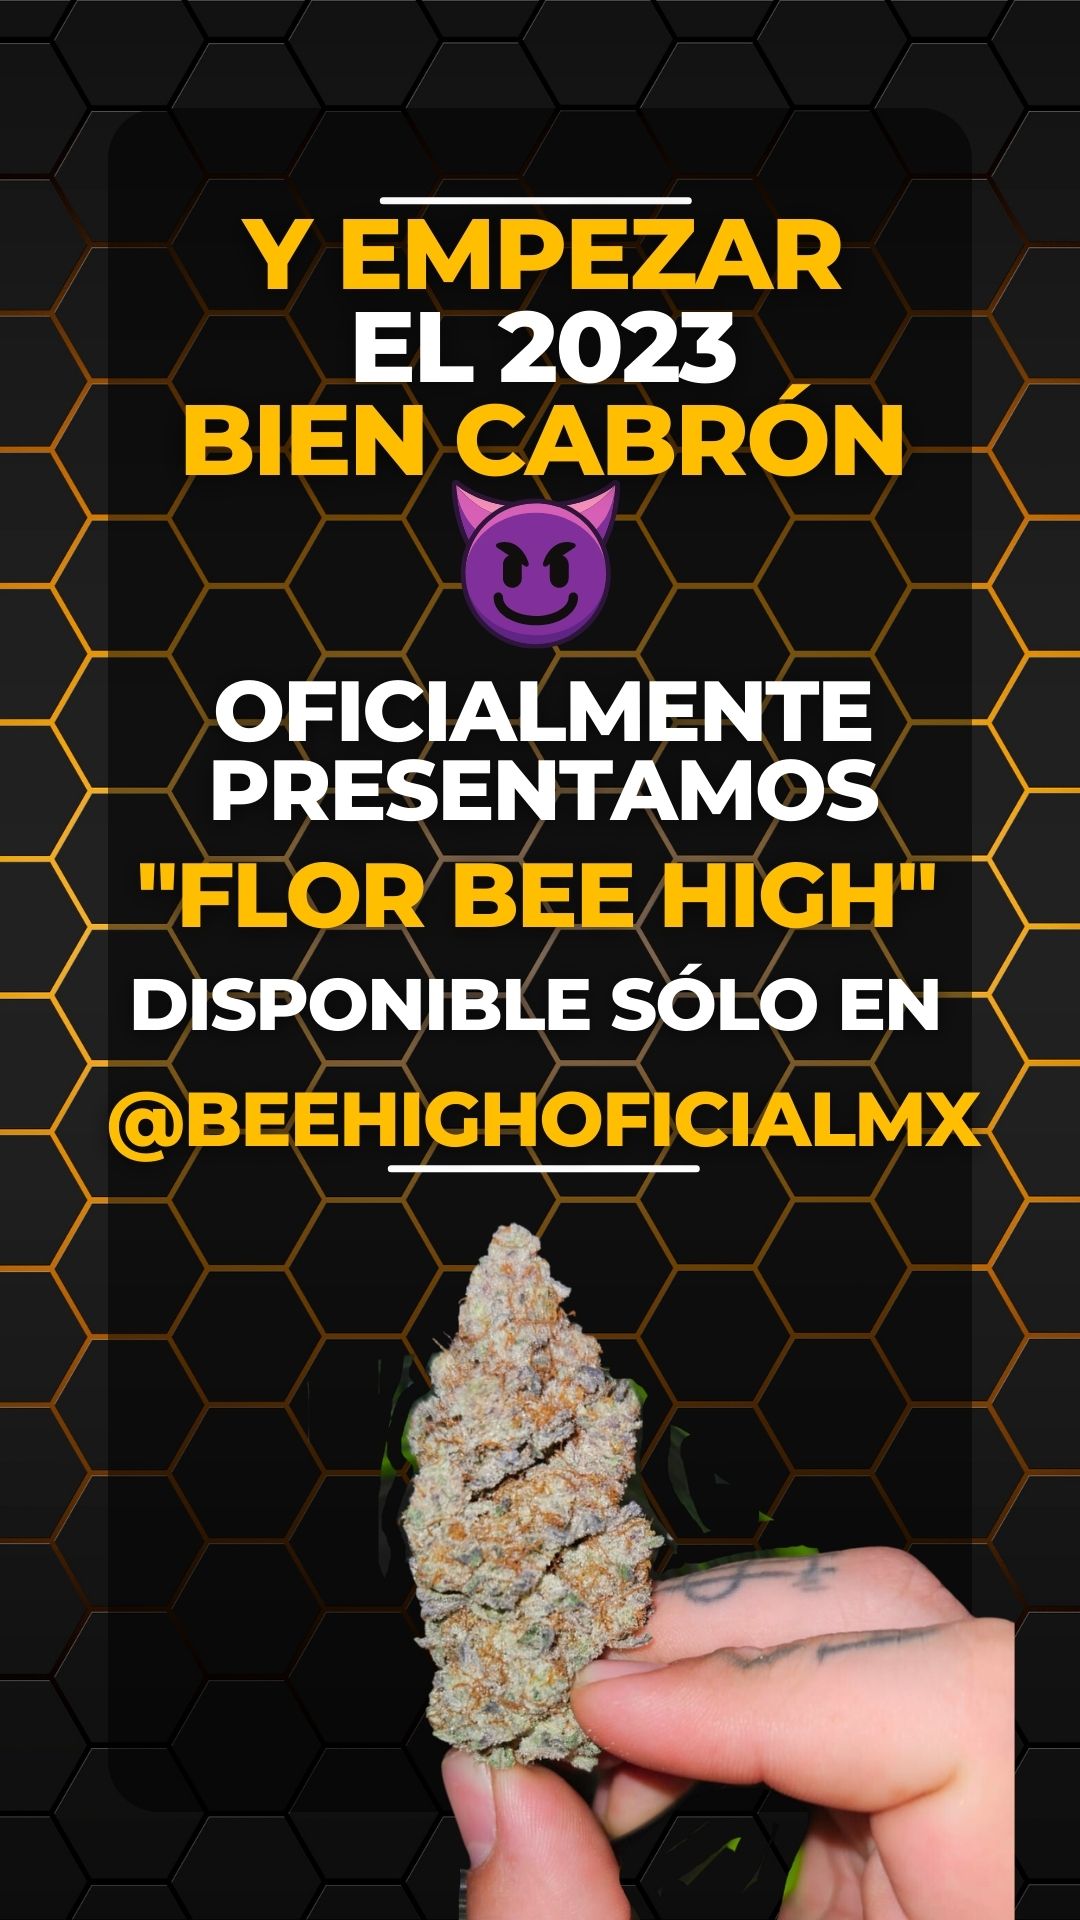 Y EMPEZAR
EL 2023
BIEN CABRÓN
OFICIALMENTE
PRESENTAMOS
"FLOR BEE HIGH"
DISPONIBLE SÓLO EN
@BEEHIGHOFICIALMX